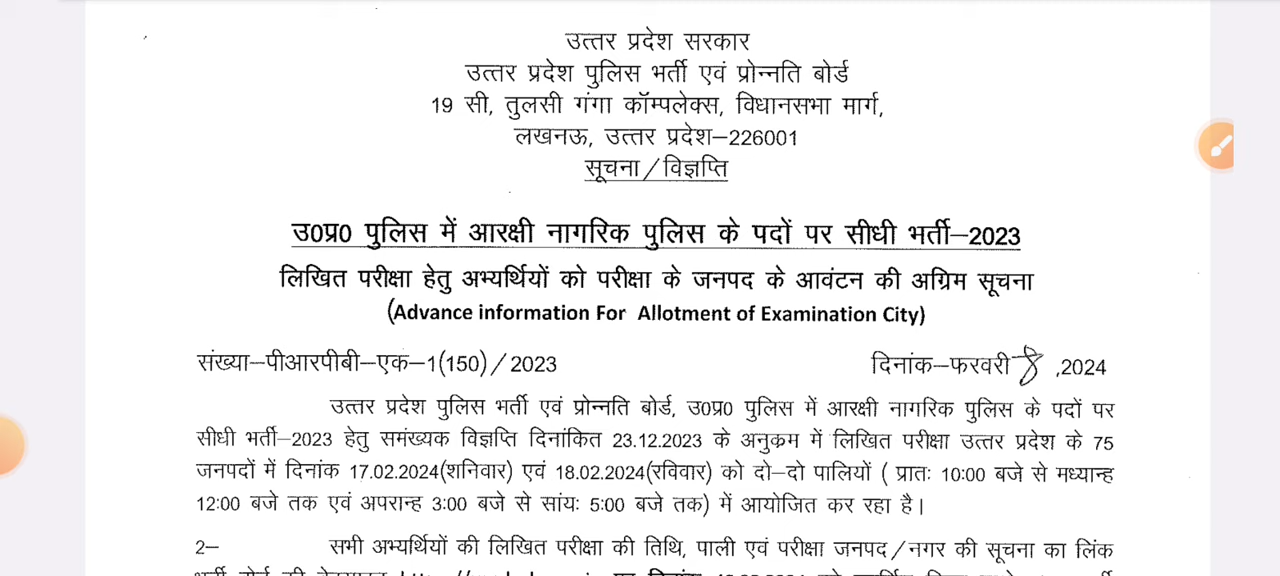 उत्तर प्रदेश सरकार
उत्तर प्रदेश पुलिस भर्ती एवं प्रोन्नति बोर्ड
19 सी, तुलसी गंगा कॉम्पलेक्स, विधानसभा मार्ग,
लखनऊ, उत्तर प्रदेश–226001
सूचना/विज्ञप्ति
उ0प्र0 पुलिस में आरक्षी नागरिक पुलिस के पदों पर सीधी भर्ती–2023
लिखित परीक्षा हेतु अभ्यर्थियों को परीक्षा के जनपद के आवंटन की अग्रिम सूचना
(Advance information For Allotment of Examination City)
संख्या–पीआरपीबी–एक–1(150)/2023 दिनांक–फरवरी 8 ,2024
उत्तर प्रदेश पुलिस भर्ती एवं प्रोन्नति बोर्ड, उ0प्र0 पुलिस में आरक्षी नागरिक पुलिस के पदों पर
सीधी भर्ती–2023 हेतु समंख्यक विज्ञप्ति दिनांकित 23.12.2023 के अनुक्रम में लिखित परीक्षा उत्तर प्रदेश के 75
जनपदों में दिनांक 17.02.2024(शनिवार) एवं 18.02.2024(रविवार) को दो–दो पालियों ( प्रातः 10:00 बजे से मध्यान्ह
12:00 बजे तक एवं अपरान्ह 3:00 बजे से सांयः 5:00 बजे तक) में आयोजित कर रहा है।
2– सभी अभ्यर्थियों की लिखित परीक्षा की तिथि, पाली एवं परीक्षा जनपद/नगर की सूचना का लिंक